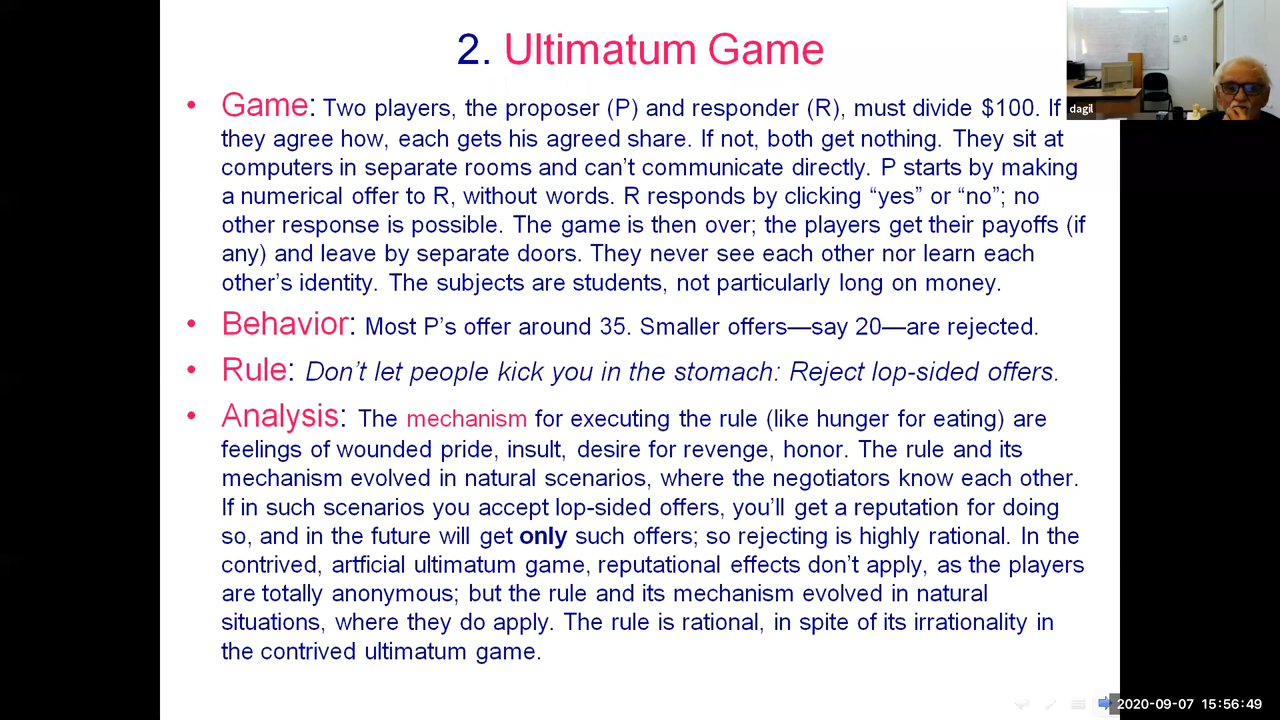 2. Ultimatum Game
• Game: Two players, the proposer (P) and responder (R), must divide $100. If
they agree how, each gets his agreed share. If not, both get nothing. They sit at
computers in separate rooms and can’t communicate directly. P starts by making
a numerical offer to R, without words. R responds by clicking “yes” or “no”; no
other response is possible. The game is then over; the players get their payoffs (if
any) and leave by separate doors. They never see each other nor learn each
other’s identity. The subjects are students, not particularly long on money.
• Behavior: Most P’s offer around 35. Smaller offers—say 20—are rejected.
• Rule: Don’t let people kick you in the stomach: Reject lop-sided offers.
• Analysis: The mechanism for executing the rule (like hunger for eating) are
feelings of wounded pride, insult, desire for revenge, honor. The rule and its
mechanism evolved in natural scenarios, where the negotiators know each other.
If in such scenarios you accept lop-sided offers, you’ll get a reputation for doing
so, and in the future will get only such offers; so rejecting is highly rational. In the
contrived, artficial ultimatum game, reputational effects don’t apply, as the players
are totally anonymous; but the rule and its mechanism evolved in natural
situations, where they do apply. The rule is rational, in spite of its irrationality in
the contrived ultimatum game.
dagil
2020-09-07 15:56:49